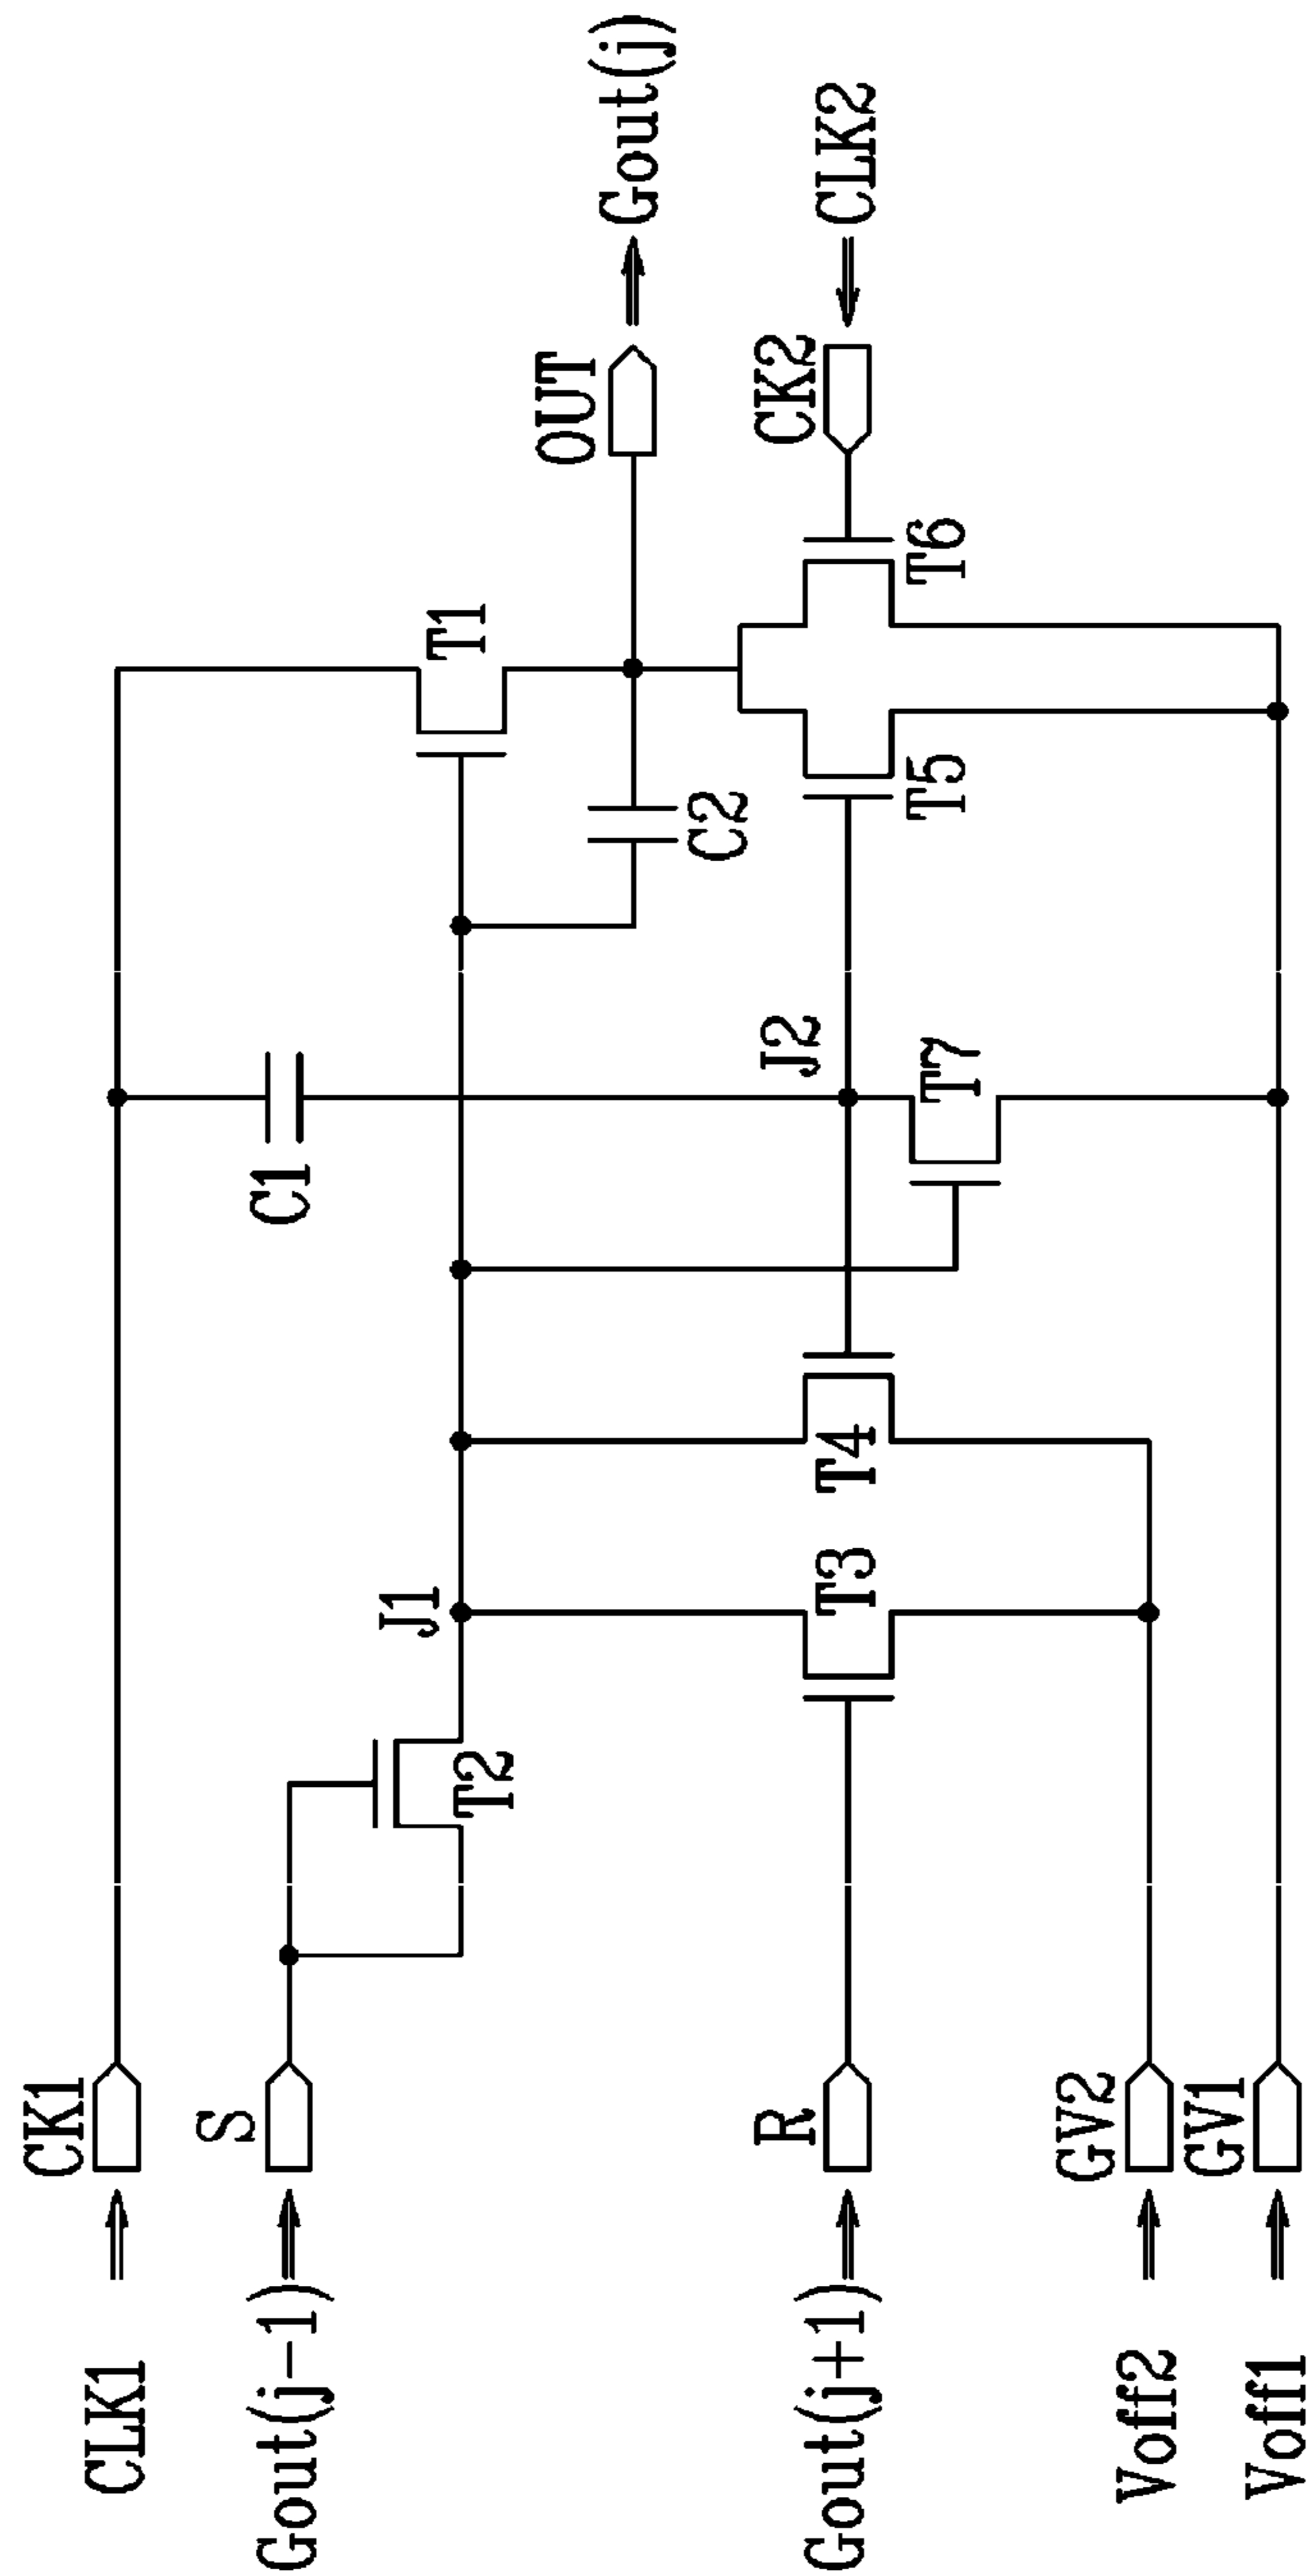 CLK1
CK1
C1
T1
Gout(j-1)
S
T2
J1
C2
OUT
Gout(j)
Gout(j+1)
R
T3
T4
J2
T7
T5
T6
CK2
CLK2
Voff2
GV2
Voff1
GV1